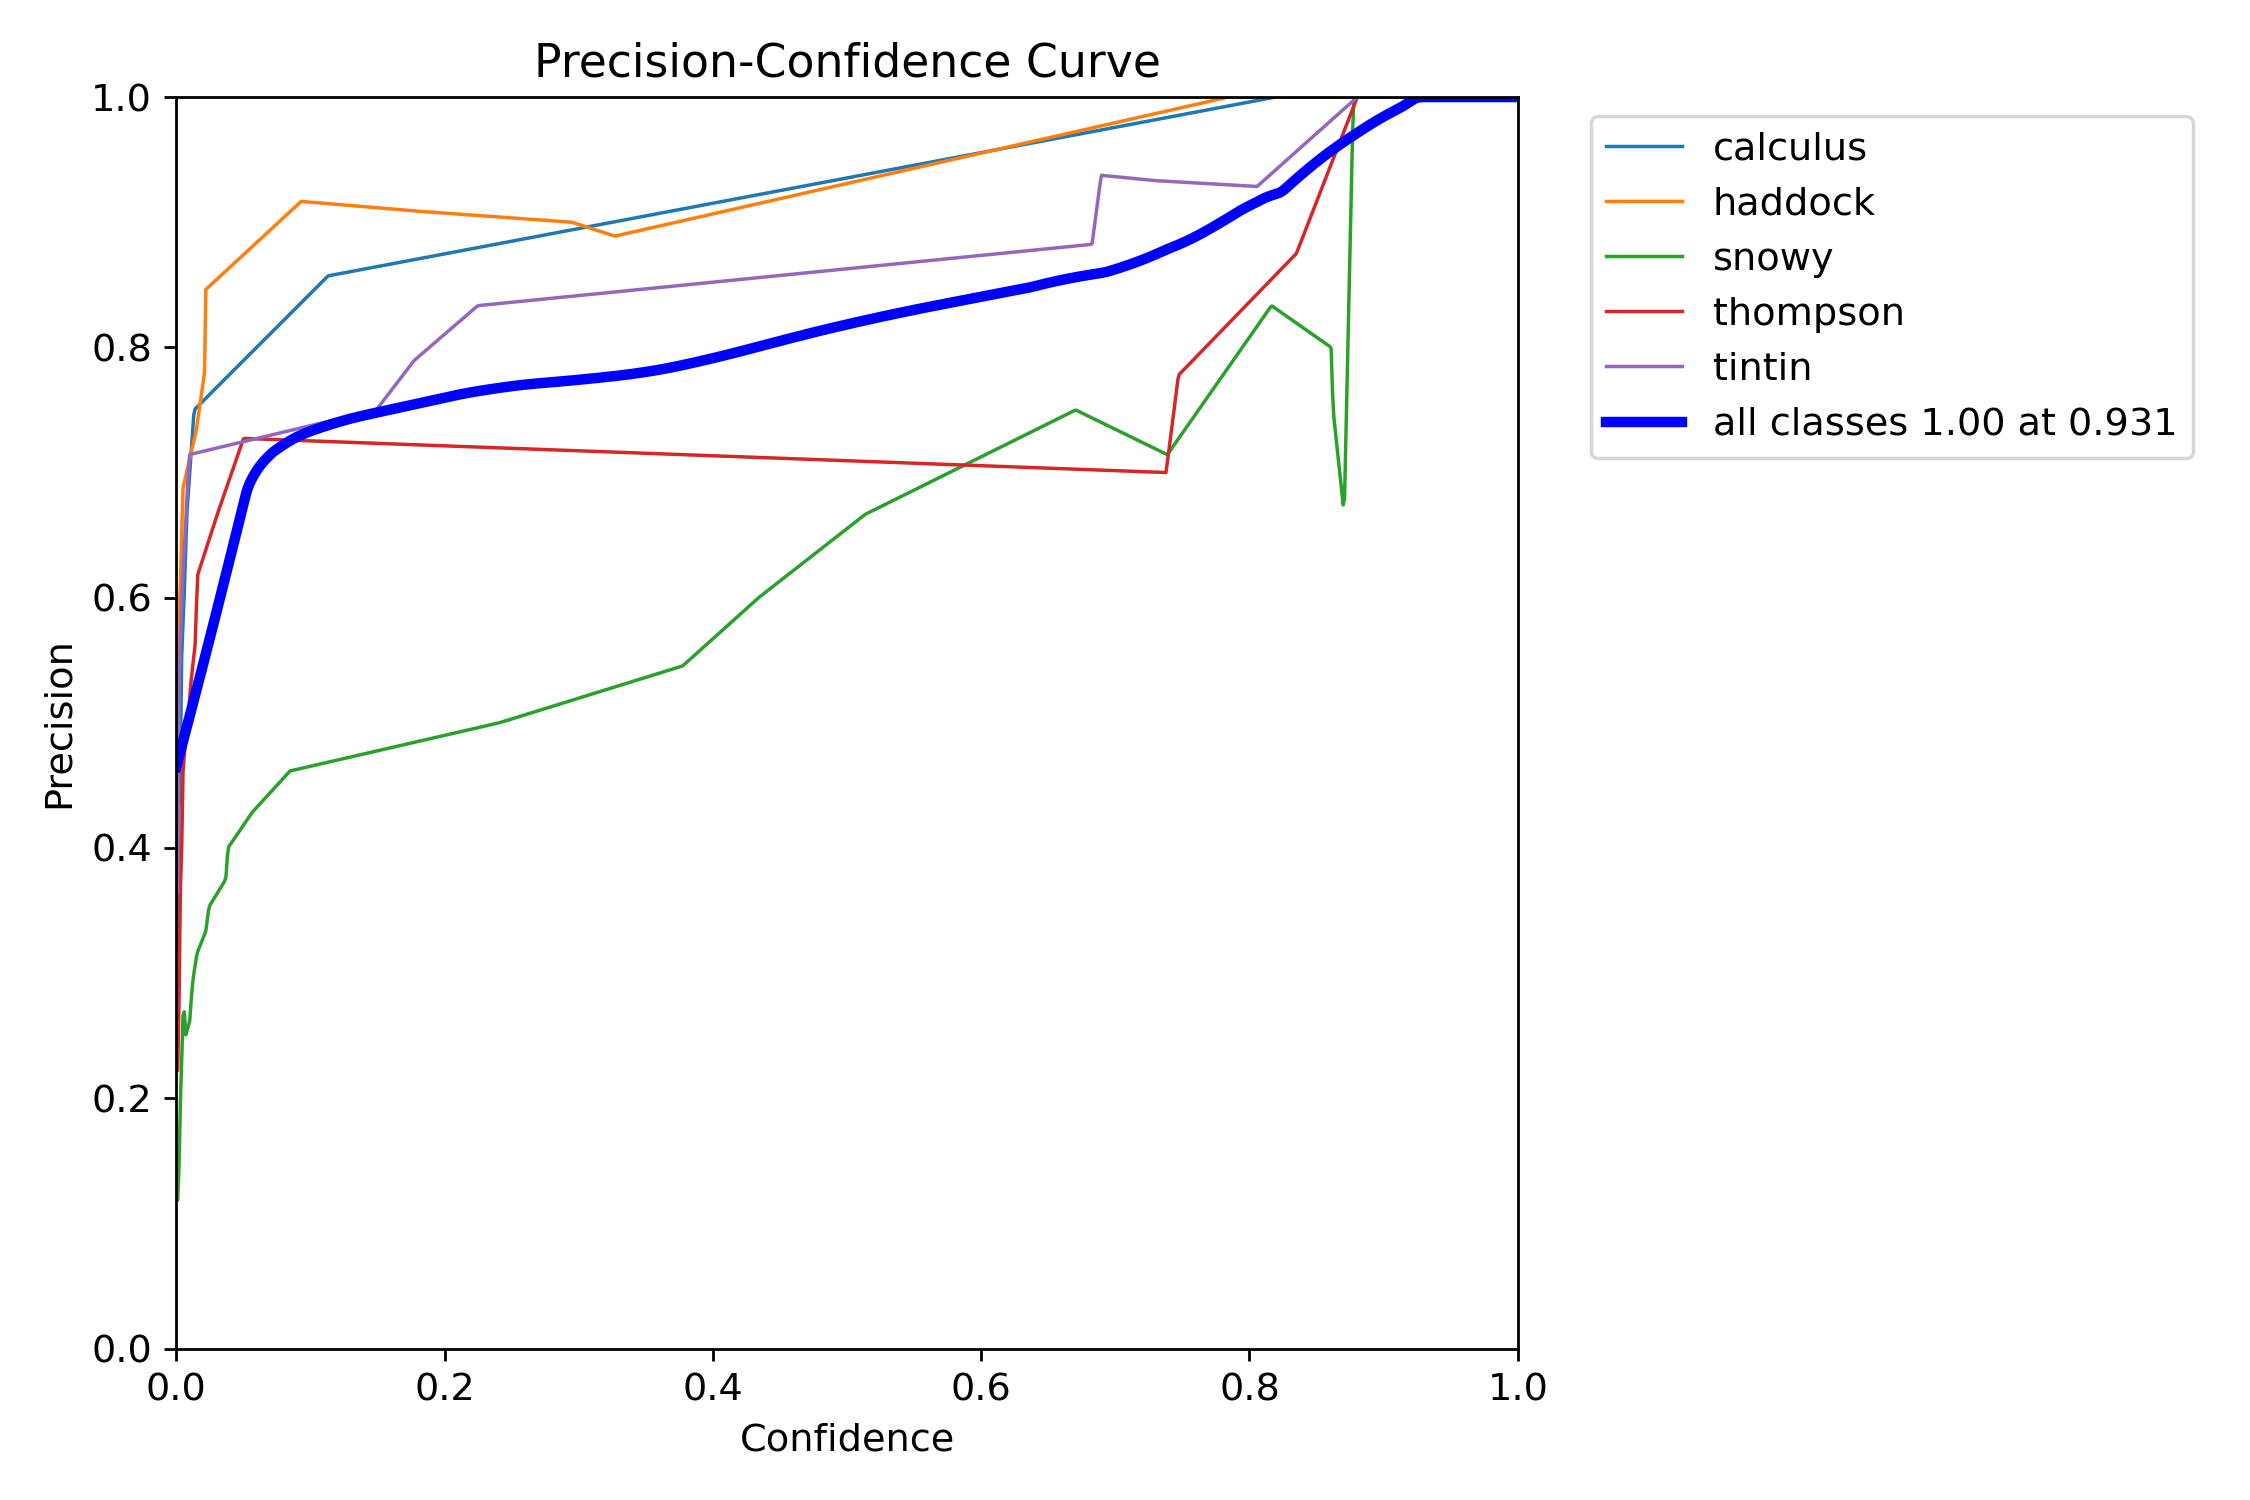 Precision-Confidence Curve
1.0
0.8
0.6
0.4
0.2
0.0
Precision
0.0 0.2 0.4 0.6 0.8 1.0
Confidence
calculus
haddock
snowy
thompson
tintin
all classes 1.00 at 0.931